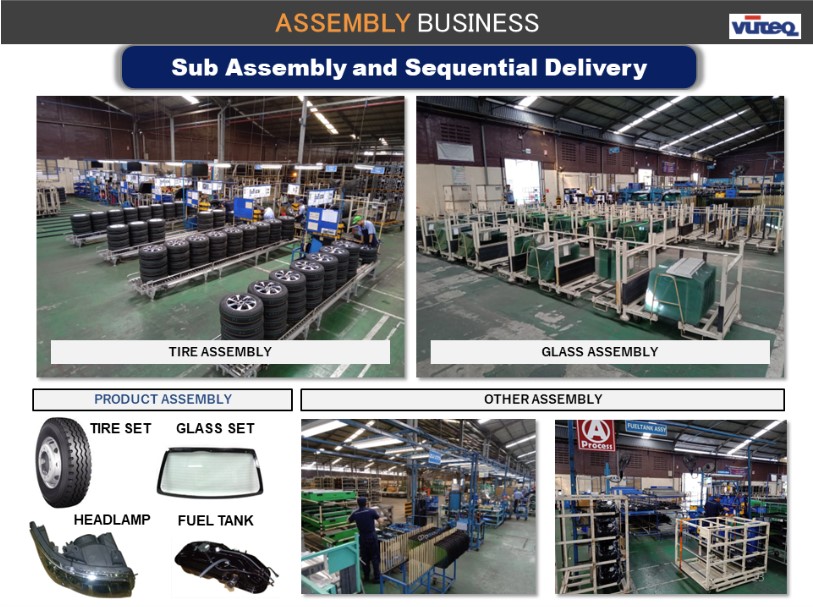 ASSEMBLY BUSINESS
VUTEQ
Sub Assembly and Sequential Delivery
TIRE ASSEMBLY
GLASS ASSEMBLY
PRODUCT ASSEMBLY
OTHER ASSEMBLY
TIRE SET
GLASS SET
HEADLAMP
FUEL TANK
A
Process
FUELTANK ASSY